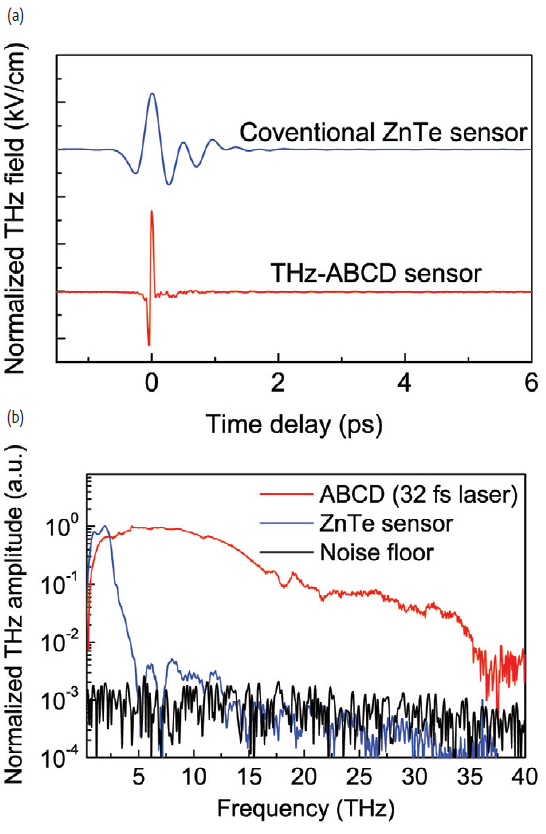 (a)
Normalized THz field (kV/cm)
Coventional ZnTe sensor
THz-ABCD sensor
0 2 4 6
Time delay (ps)
(b)
Normalized THz amplitude (a.u.)
ABCD (32 fs laser)
ZnTe sensor
Noise floor
10^0
10^-1
10^-2
10^-3
10^-4
5 10 15 20 25 30 35 40
Frequency (THz)